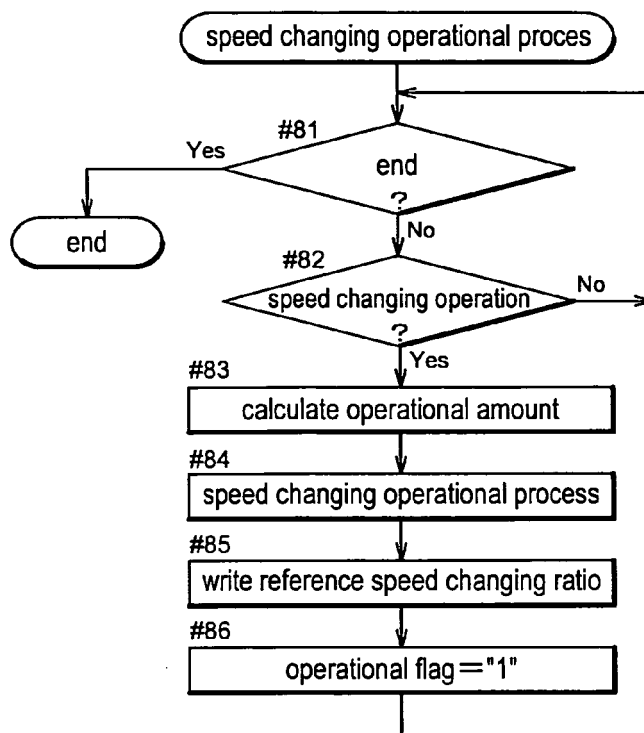 speed changing operational proces
#81
Yes
end
?
end
No
#82
speed changing operation
No
?
Yes
#83
calculate operational amount
#84
speed changing operational process
#85
write reference speed changing ratio
#86
operational flag="1"